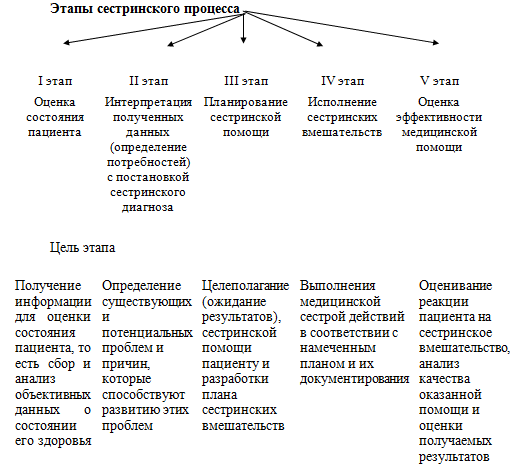 Этапы сестринского процесса
I этап
Оценка
состояния
пациента
II этап
Интерпретация
полученных
данных
(определение
потребностей)
с постановкой
сестринского
диагноза
III этап
Планирование
сестринской
помощи
IV этап
Исполнение
сестринских
вмешательств
V этап
Оценка
эффективности
медицинской
помощи
Цель этапа
Получение
информации
для оценки
состояния
пациента, то
есть сбор и
анализ
объективных
данных о
состоянии
его здоровья
Определение
существующих
и
потенциальных
проблем и
причин,
которые
способствуют
развитию этих
проблем
Целеполагание
(ожидание
результатов),
сестринской
помощи
пациенту и
разработки
плана
сестринских
вмешательств
Выполнения
медицинской
сестрой действий
в соответствии с
намеченным
планом и их
документирования
Оценивание
реакции
пациента на
сестринское
вмешательство,
анализ
качества
оказанной
помощи и
оценки
получаемых
результатов